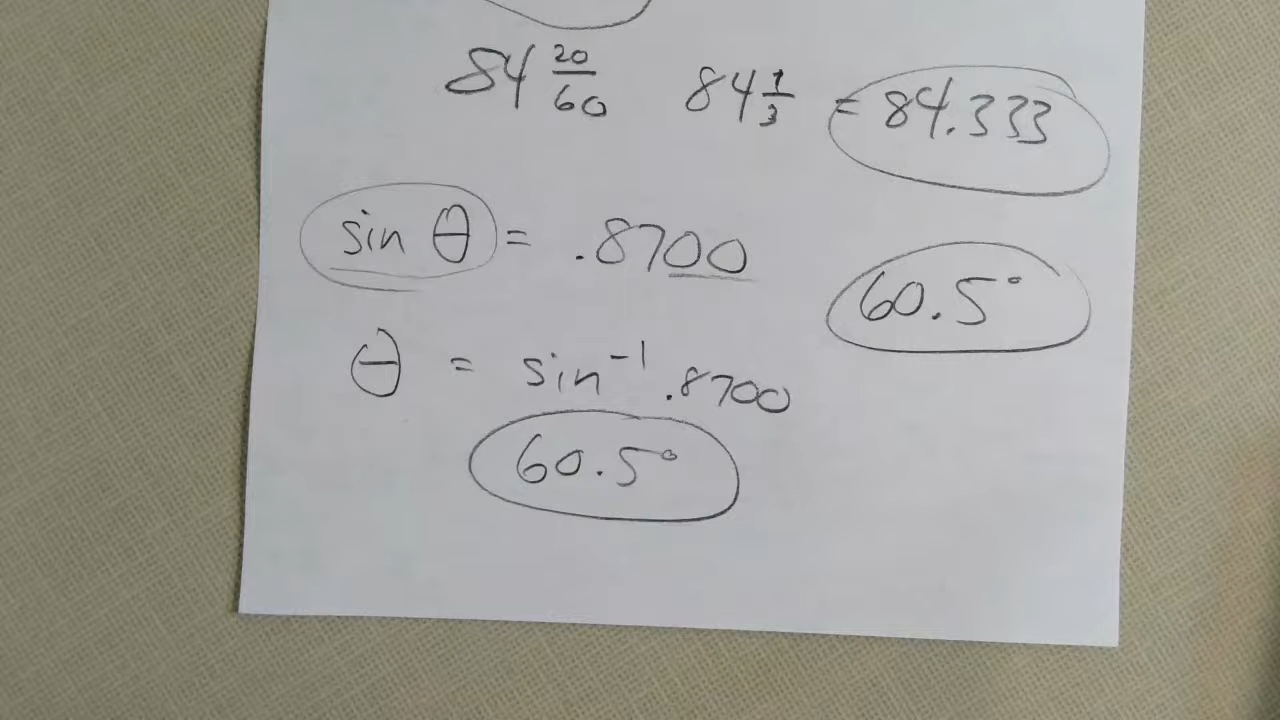 84 20/60 84 1/3 = 84.333
sin θ = .8700
60.5°
θ = sin⁻¹ .8700
60.5°